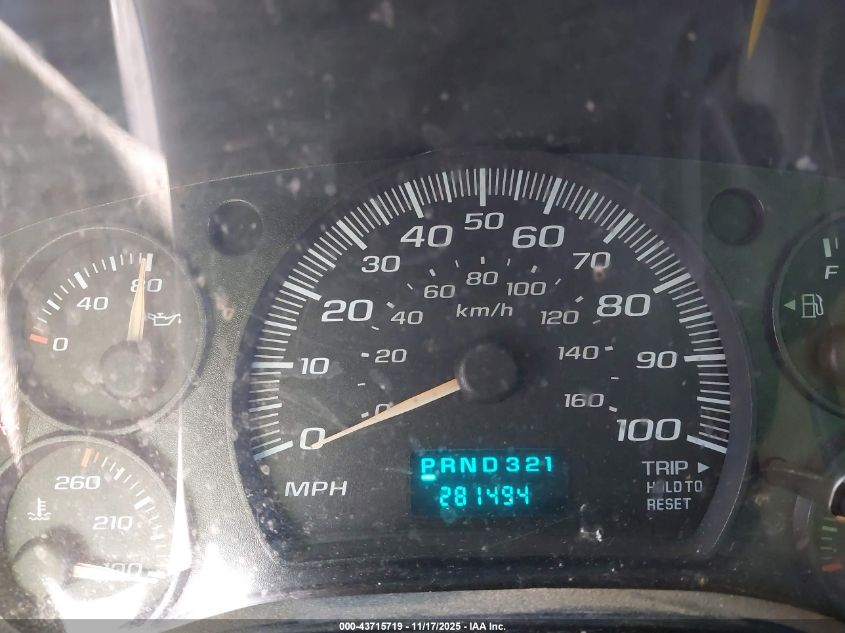 50
40 60
30 70
80
60 100
20 40 km/h 120 80
10 20 140 90
0 0 160 100
MPH
PRND321
281494
TRIP
HOLD TO
RESET
0 40 80
260
210
100
F
000-43715719 - 11/17/2025 - IAA Inc.